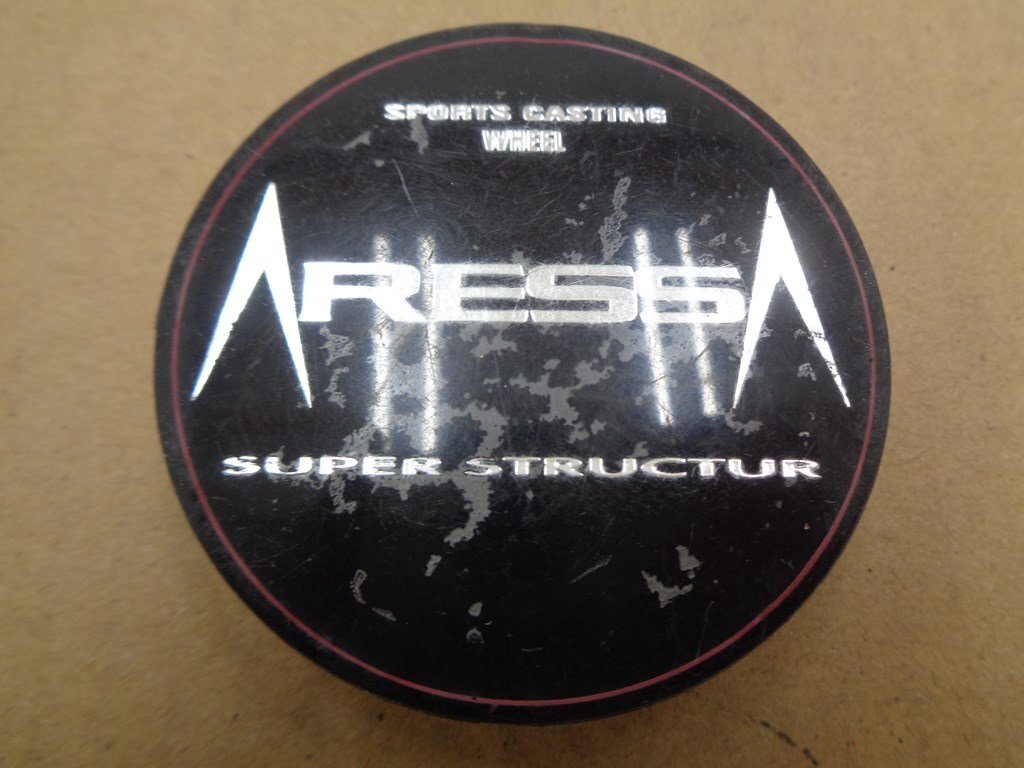 SPORTS CASTING
WHEEL
ARESSA
SUPER STRUCTUR